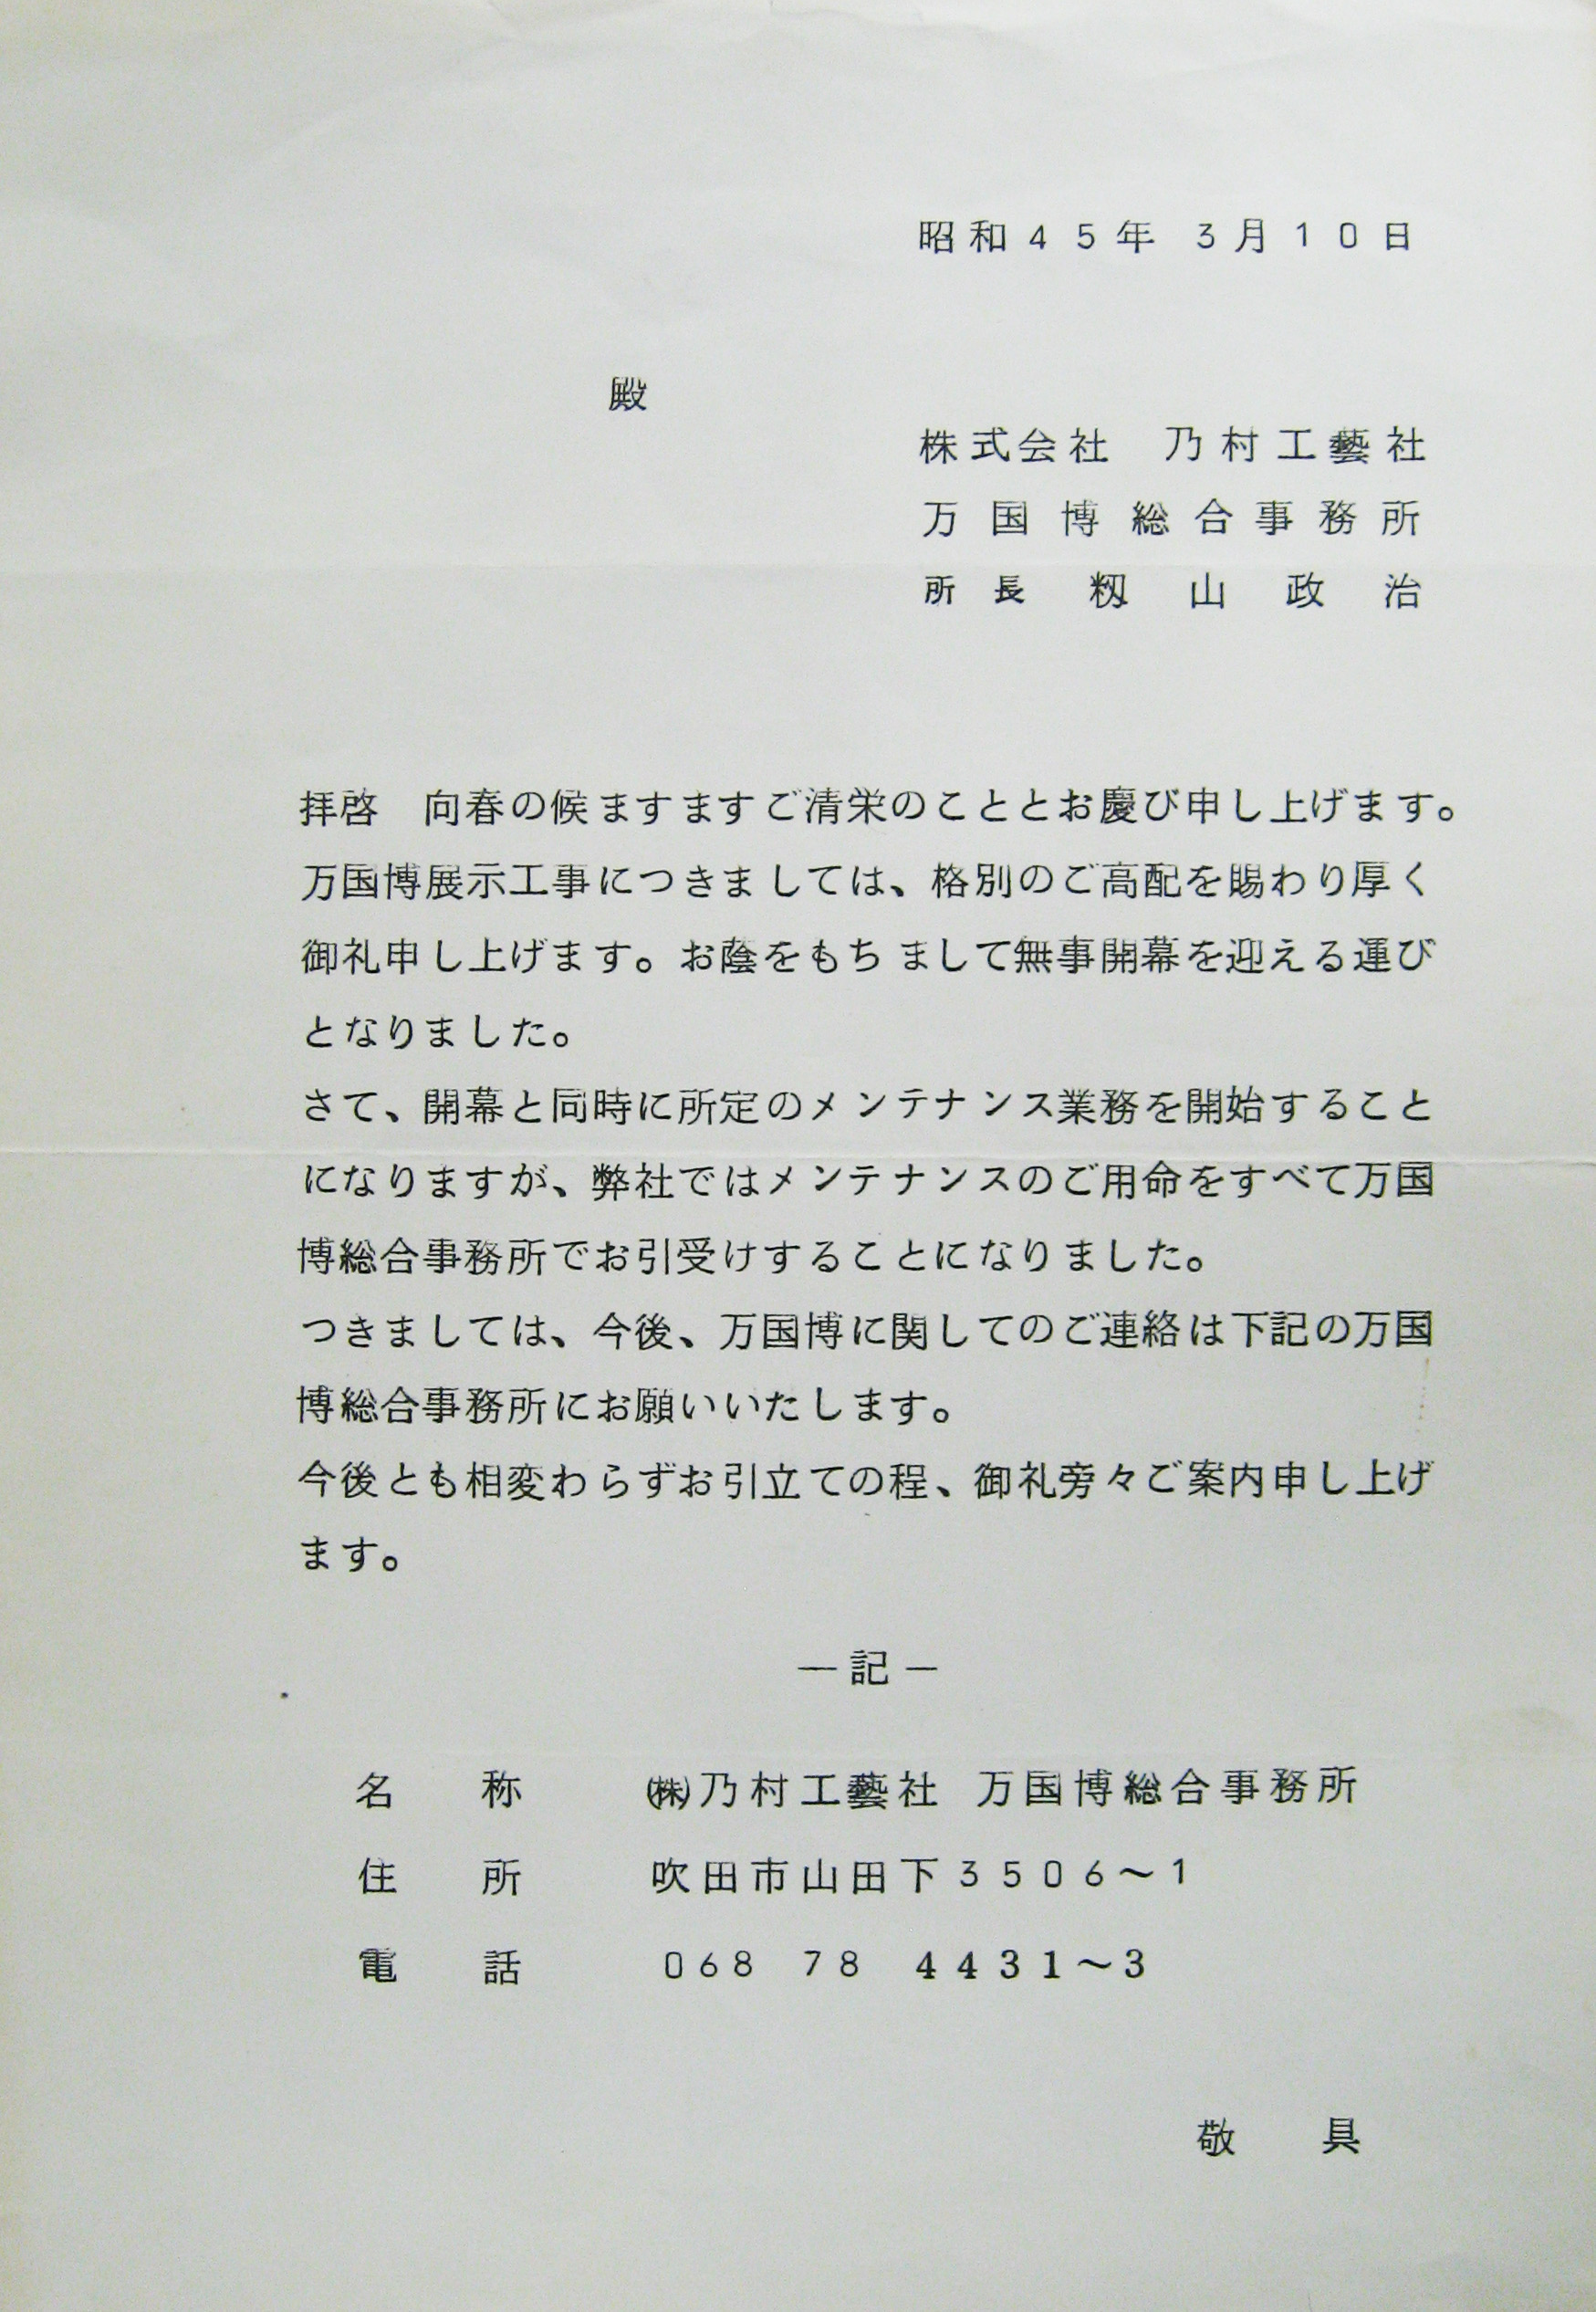 昭和45年 3月10日
殿
株式会社 乃村工藝社
万国博総合事務所
所長 籾山政治
拝啓 向春の候ますますご清栄のこととお慶び申し上げます。
万国博展示工事につきましては、格別のご高配を賜わり厚く
御礼申し上げます。お蔭をもちまして無事開幕を迎える運び
となりました。
さて、開幕と同時に所定のメンテナンス業務を開始すること
になりますが、弊社ではメンテナンスのご用命をすべて万国
博総合事務所でお引受けすることになりました。
つきましては、今後、万国博に関してのご連絡は下記の万国
博総合事務所にお願いいたします。
今後とも相変わらずお引立ての程、御礼旁々ご案内申し上げ
ます。
―記―
名称 ㈱乃村工藝社 万国博総合事務所
住所 吹田市山田下3506～1
電話 068 78 4431～3
敬具